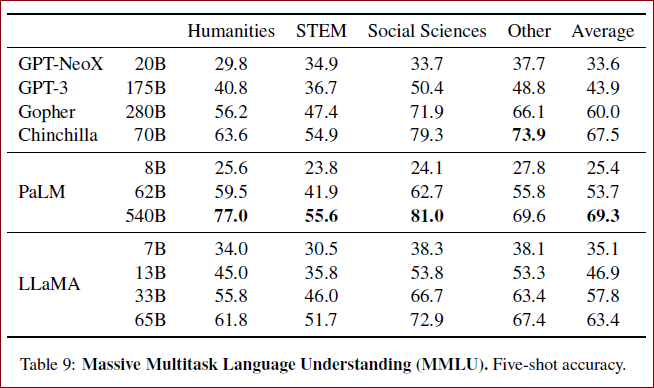 Humanities STEM Social Sciences Other Average
GPT-NeoX 20B 29.8 34.9 33.7 37.7 33.6
GPT-3 175B 40.8 36.7 50.4 48.8 43.9
Gopher 280B 56.2 47.4 71.9 66.1 60.0
Chinchilla 70B 63.6 54.9 79.3 73.9 67.5
8B 25.6 23.8 24.1 27.8 25.4
PaLM 62B 59.5 41.9 62.7 55.8 53.7
540B 77.0 55.6 81.0 69.6 69.3
7B 34.0 30.5 38.3 38.1 35.1
LLaMA 13B 45.0 35.8 53.8 53.3 46.9
33B 55.8 46.0 66.7 63.4 57.8
65B 61.8 51.7 72.9 67.4 63.4
Table 9: Massive Multitask Language Understanding (MMLU). Five-shot accuracy.